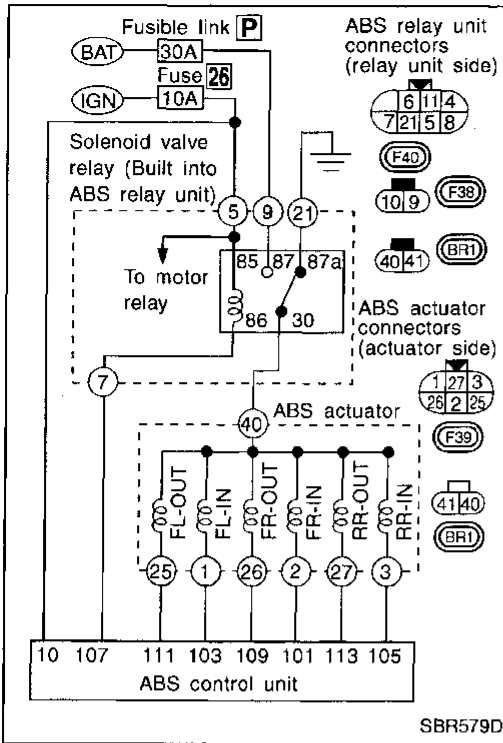 Fusible link P
BAT 30A
Fuse 26
IGN 10A
Solenoid valve
relay (Built into
ABS relay unit)
5 9 21
85 87 87a
To motor
relay
86 30
7
40 ABS actuator
FL-OUT FL-IN FR-OUT FR-IN RR-OUT RR-IN
25 1 26 2 27 3
10 107 111 103 109 101 113 105
ABS control unit
ABS relay unit
connectors
(relay unit side)
6 11 4
7 21 5 8
F40
10 9 F38
40 41 BR1
ABS actuator
connectors
(actuator side)
1 27 3
26 2 25
F39
41 40
BR1
SBR579D